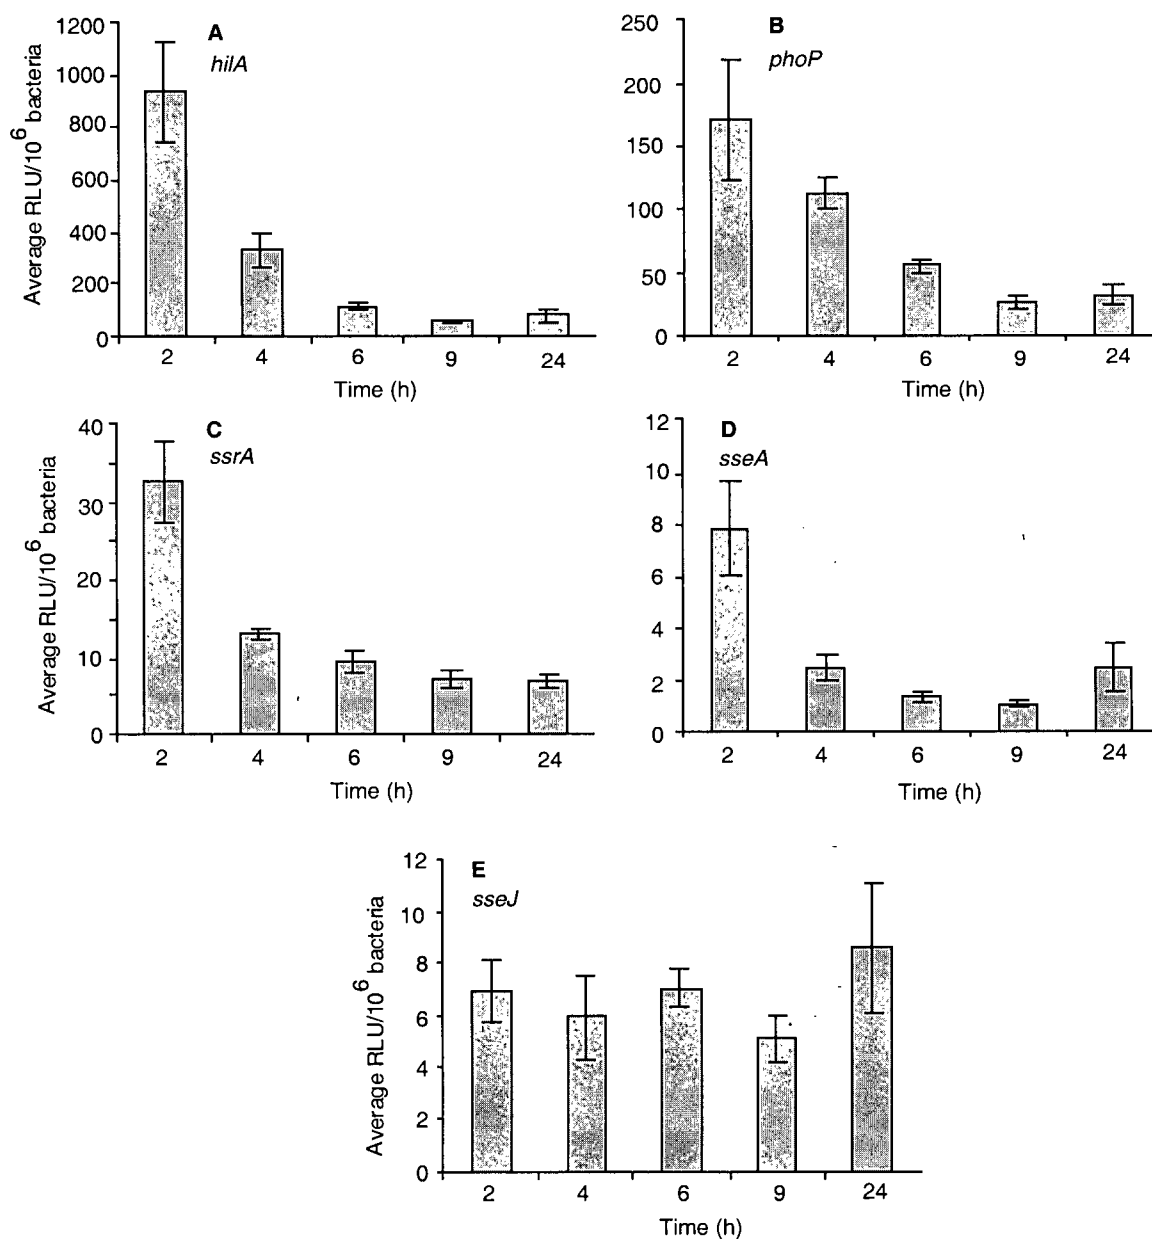 A
hilA
Average RLU/10^6 bacteria
1200
1000
800
600
400
200
0
2 4 6 9 24
Time (h)
B
phoP
250
200
150
100
50
0
2 4 6 9 24
Time (h)
C
ssrA
Average RLU/10^6 bacteria
40
30
20
10
0
2 4 6 9 24
Time (h)
D
sseA
12
10
8
6
4
2
0
2 4 6 9 24
Time (h)
E
sseJ
Average RLU/10^6 bacteria
12
10
8
6
4
2
0
2 4 6 9 24
Time (h)